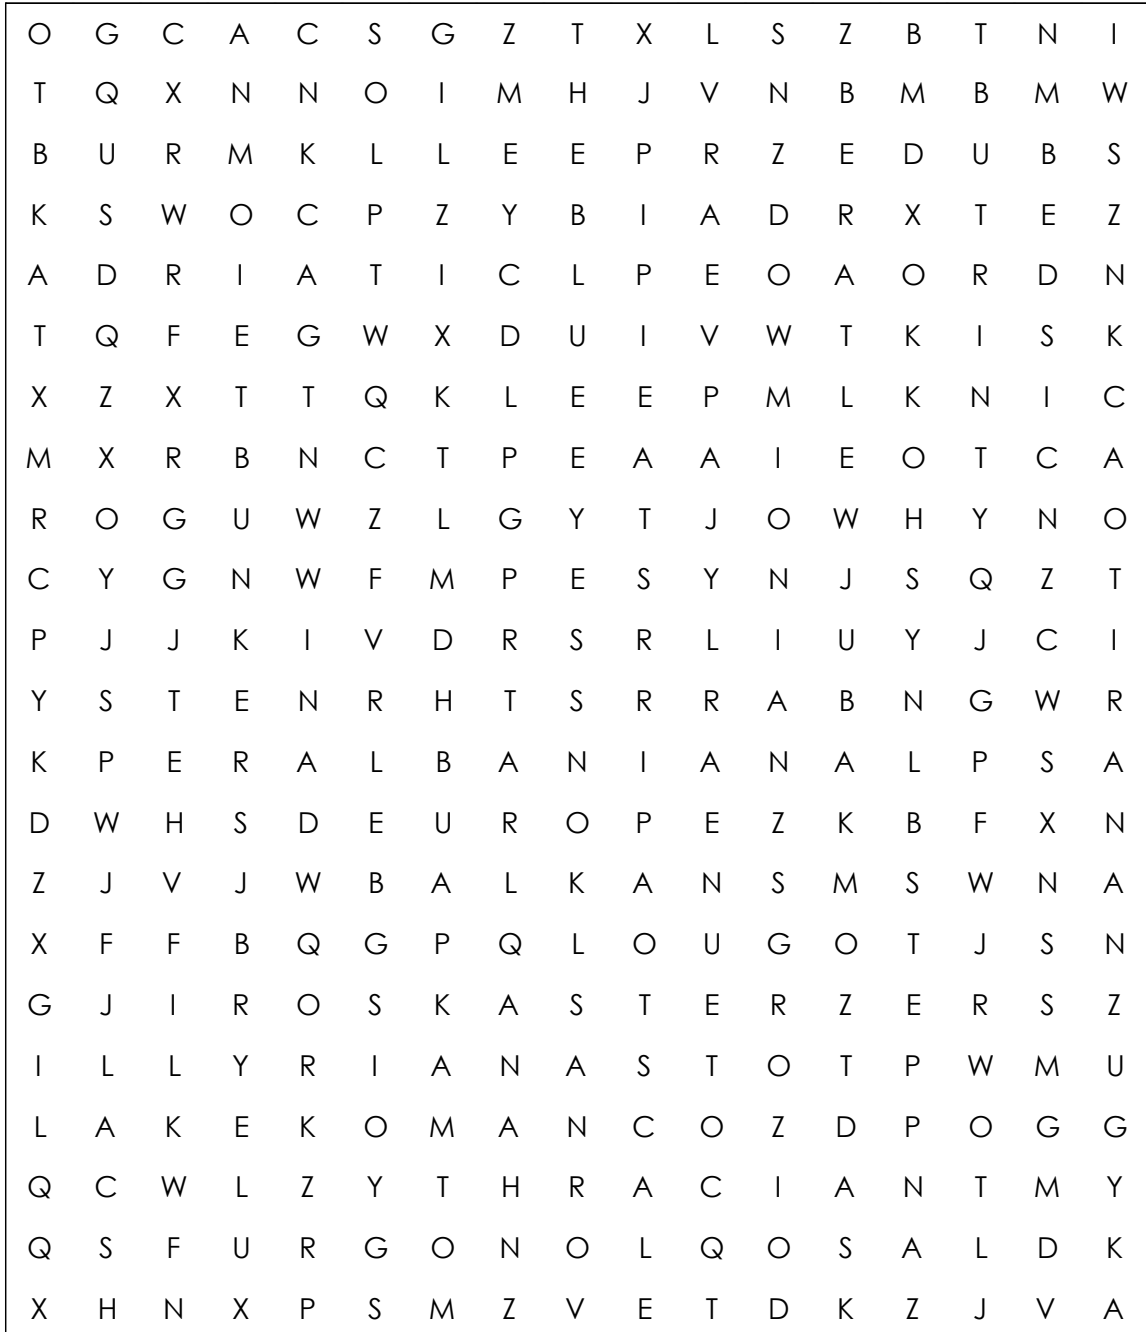 O G C A C S G Z T X L S Z B T N I
T Q X N N O I M H J V N B M B M W
B U R M K L L E E P R Z E D U B S
K S W O C P Z Y B I A D R X T E Z
A D R I A T I C L P E O A O R D N
T Q F E G W X D U I V W T K I S K
X Z X T T Q K L E E P M L K N I C
M X R B N C T P E A A I E O T C A
R O G U W Z L G Y T J O W H Y N O
C Y G N W F M P E S Y N J S Q Z T
P J J K I V D R S R L I U Y J C I
Y S T E N R H T S R R A B N G W R
K P E R A L B A N I A N A L P S A
D W H S D E U R O P E Z K B F X N
Z J V J W B A L K A N S M S W N A
X F F B Q G P Q L O U G O T J S N
G J I R O S K A S T E R Z E R S Z
I L L Y R I A N A S T O T P W M U
L A K E K O M A N C O Z D P O G G
Q C W L Z Y T H R A C I A N T M Y
Q S F U R G O N O L Q O S A L D K
X H N X P S M Z V E T D K Z J V A